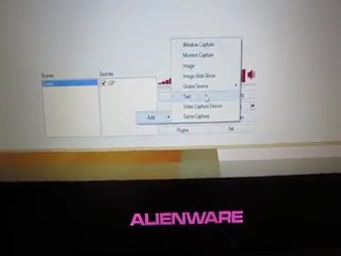 Window Capture
Monitor Capture
Image
Image Slide Show
Global Source
Text
Video Capture Device
Game Capture
Scenes
Sources
Add
Plugins
Exit
ALIENWARE